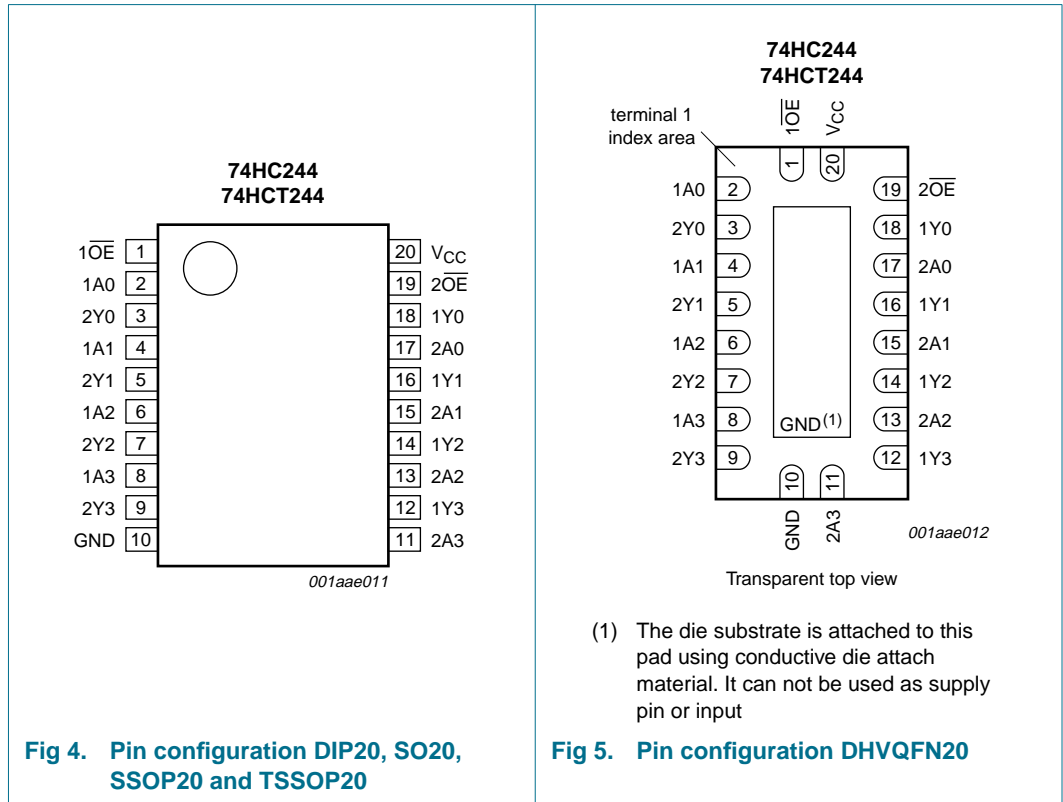 74HC244
74HCT244
1O̅E̅ 1
1A0 2
2Y0 3
1A1 4
2Y1 5
1A2 6
2Y2 7
1A3 8
2Y3 9
GND 10
20 VCC
19 2O̅E̅
18 1Y0
17 2A0
16 1Y1
15 2A1
14 1Y2
13 2A2
12 1Y3
11 2A3
001aae011
Fig 4. Pin configuration DIP20, SO20,
SSOP20 and TSSOP20
74HC244
74HCT244
terminal 1
index area
1O̅E̅
VCC
1
20
1A0 2
2Y0 3
1A1 4
2Y1 5
1A2 6
2Y2 7
1A3 8
2Y3 9
19 2O̅E̅
18 1Y0
17 2A0
16 1Y1
15 2A1
14 1Y2
13 2A2
12 1Y3
GND(1)
10
11
GND
2A3
001aae012
Transparent top view
(1) The die substrate is attached to this
pad using conductive die attach
material. It can not be used as supply
pin or input
Fig 5. Pin configuration DHVQFN20